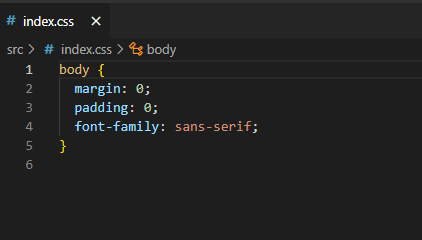 # index.css
src > # index.css > body
1 body {
2   margin: 0;
3   padding: 0;
4   font-family: sans-serif;
5 }
6